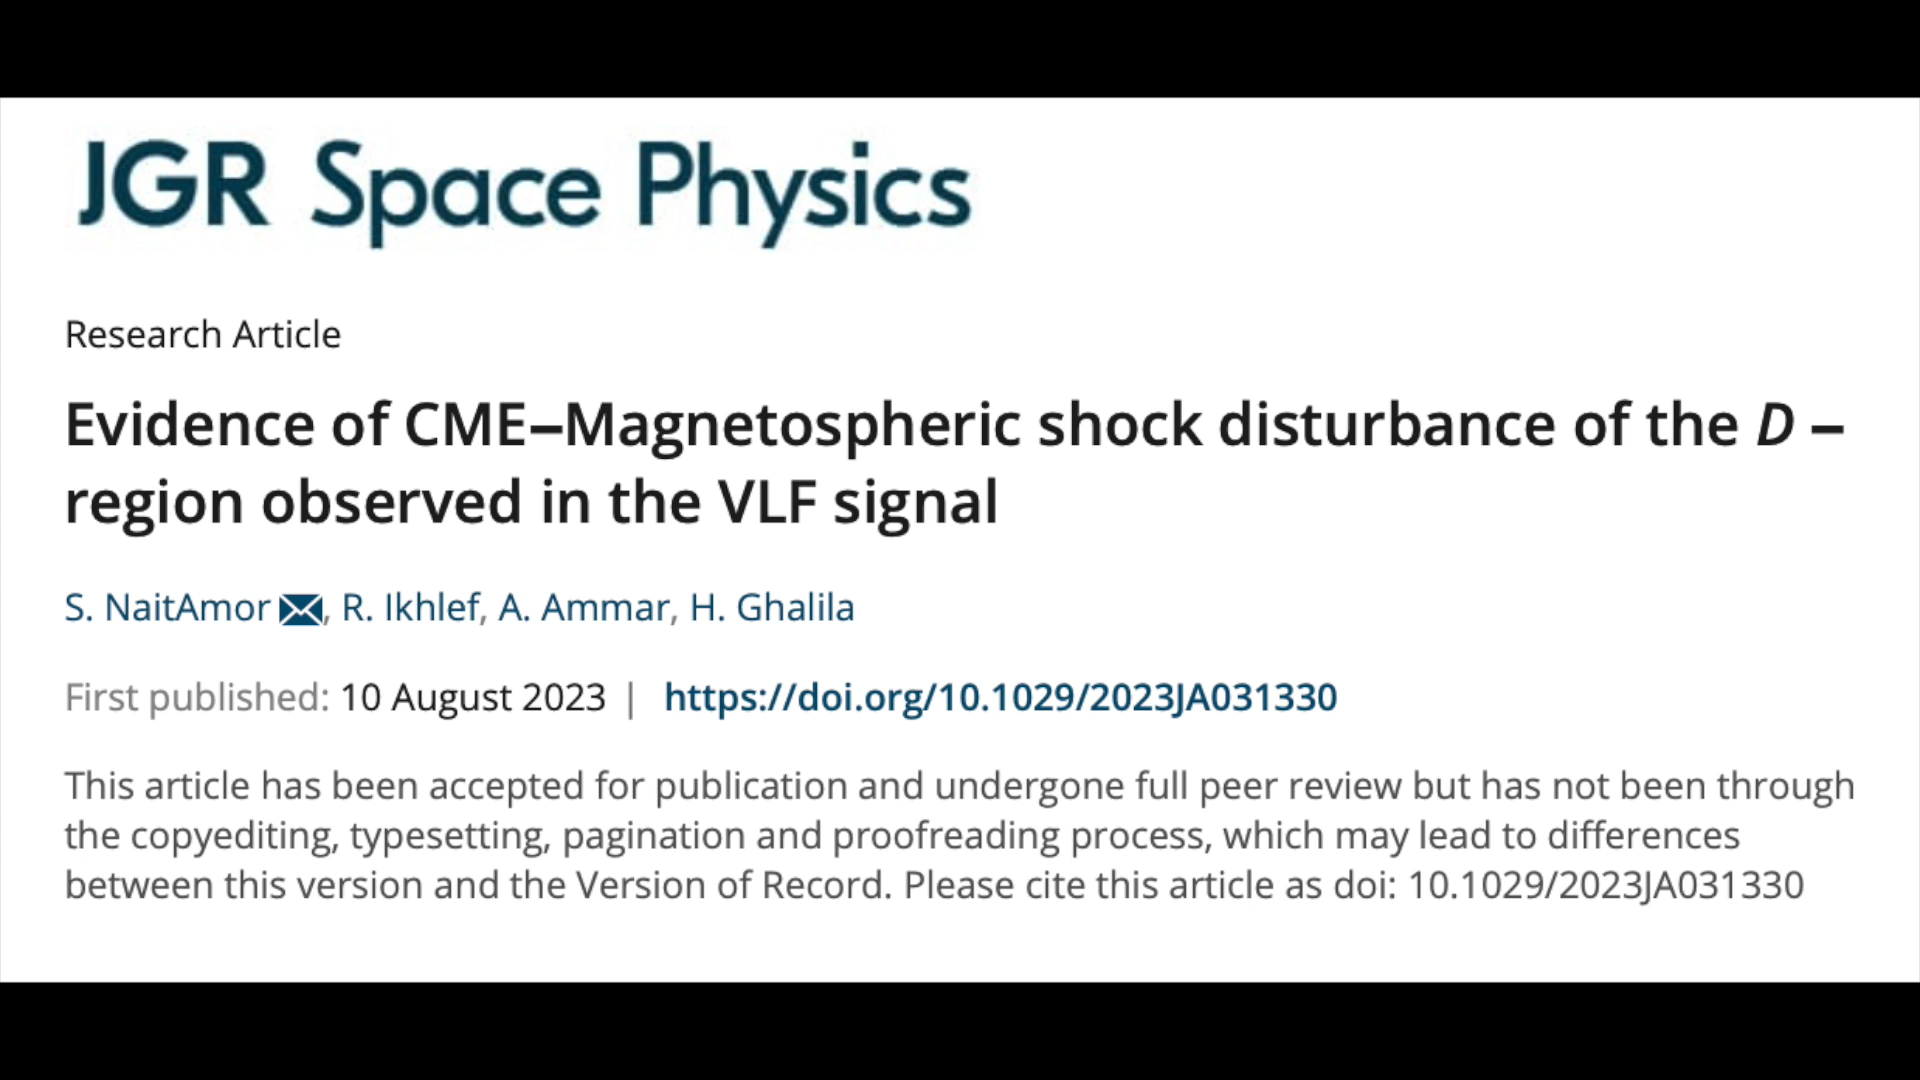 JGR Space Physics
Research Article
Evidence of CME–Magnetospheric shock disturbance of the D –
region observed in the VLF signal
S. NaitAmor, R. Ikhlef, A. Ammar, H. Ghalila
First published: 10 August 2023 | https://doi.org/10.1029/2023JA031330
This article has been accepted for publication and undergone full peer review but has not been through
the copyediting, typesetting, pagination and proofreading process, which may lead to differences
between this version and the Version of Record. Please cite this article as doi: 10.1029/2023JA031330